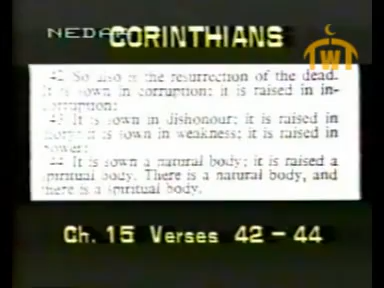 NEDA
CORINTHIANS
W
42 So also is the resurrection of the dead.
It is sown in corruption; it is raised in in-
corruption:
43 It is sown in dishonour; it is raised in
glory: it is sown in weakness; it is raised in
power:
44 It is sown a natural body; it is raised a
spiritual body. There is a natural body, and
there is a spiritual body.
Ch. 15 Verses 42 - 44